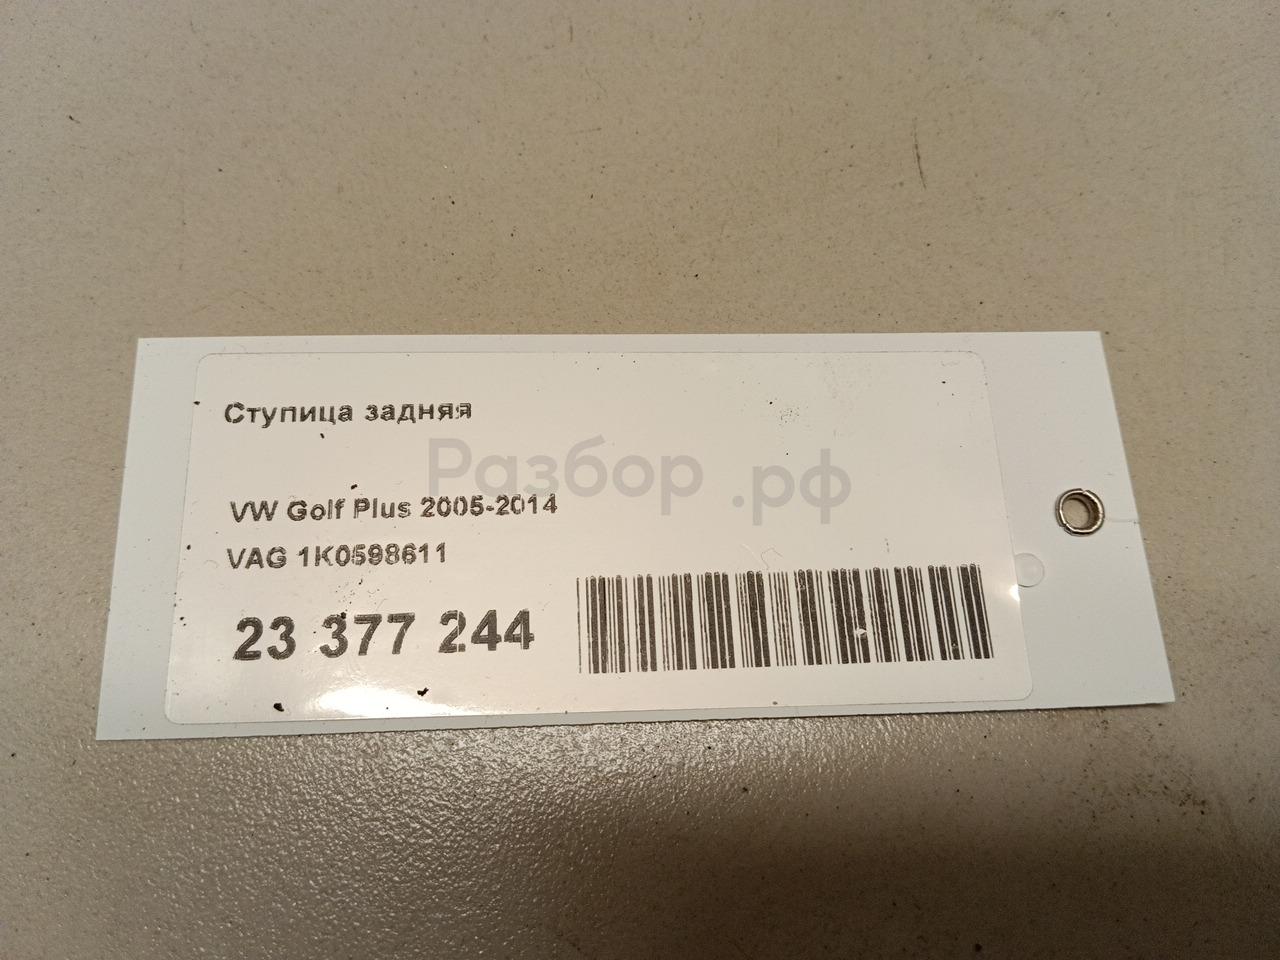 Ступица задняя
Разбор.рф
VW Golf Plus 2005-2014
VAG 1K0598611
23 377 244